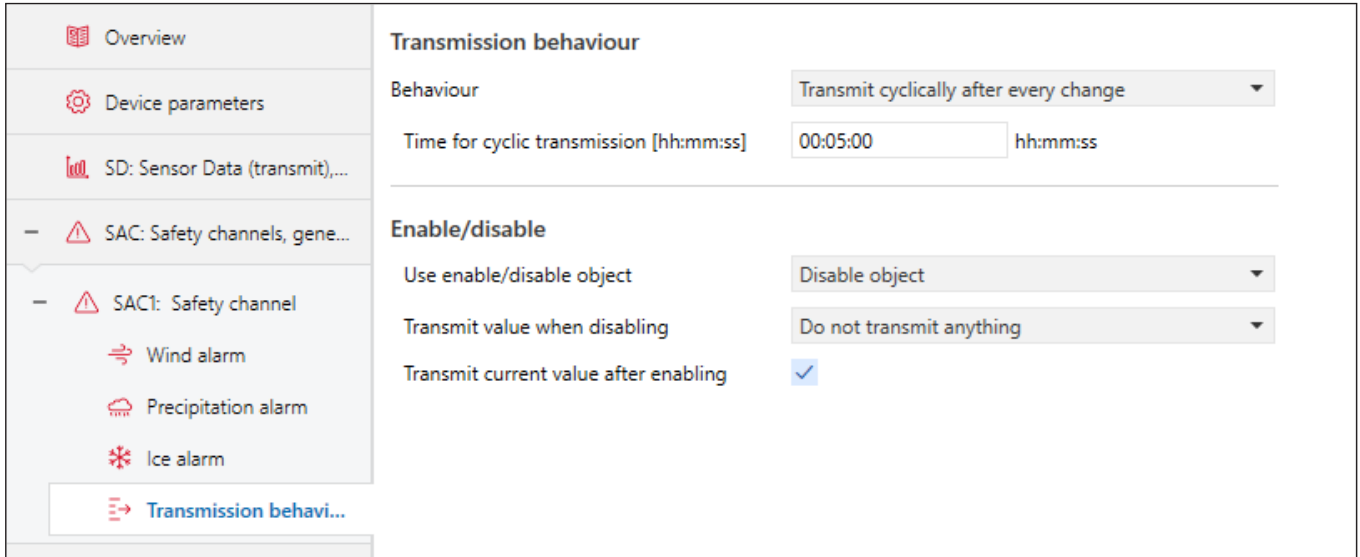 Overview
Device parameters
SD: Sensor Data (transmit),...
SAC: Safety channels, gene...
SAC1: Safety channel
Wind alarm
Precipitation alarm
Ice alarm
Transmission behavi...
Transmission behaviour
Behaviour Transmit cyclically after every change
Time for cyclic transmission [hh:mm:ss] 00:05:00 hh:mm:ss
Enable/disable
Use enable/disable object Disable object
Transmit value when disabling Do not transmit anything
Transmit current value after enabling